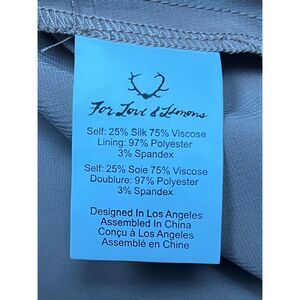 For Love & Lemons
Self: 25% Silk 75% Viscose
Lining: 97% Polyester
3% Spandex
Self: 25% Soie 75% Viscose
Doublure: 97% Polyester
3% Spandex
Designed In Los Angeles
Assembled In China
Conçu à Los Angeles
Assemblé en Chine